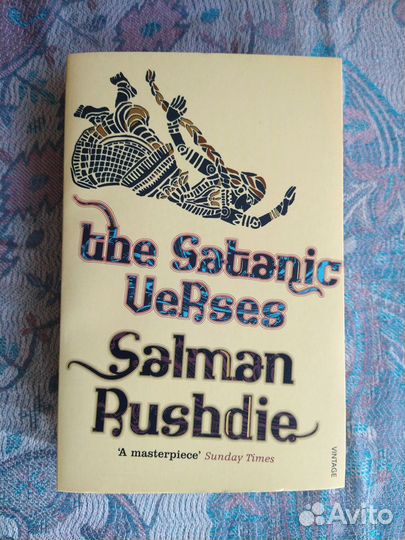 the Satanic
Verses
Salman
Rushdie
'A masterpiece' Sunday Times
VINTAGE
Avito